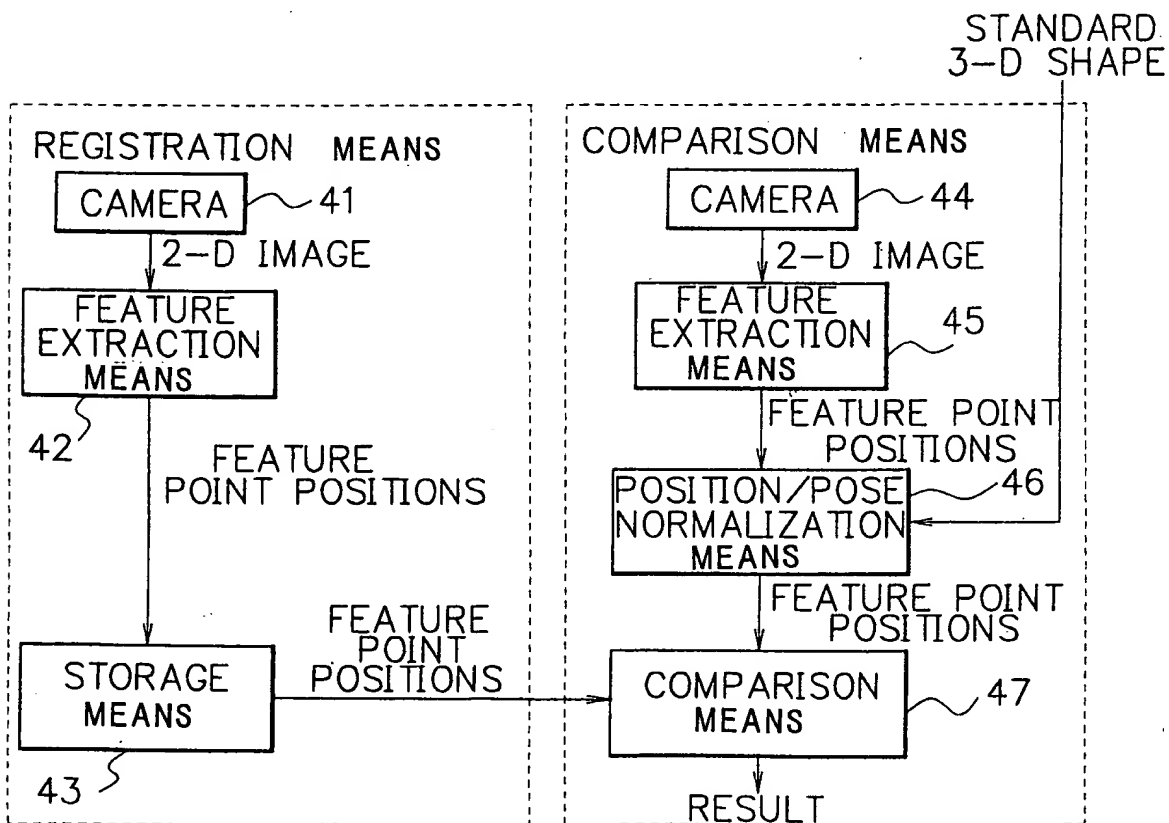 STANDARD
3-D SHAPE
REGISTRATION MEANS
CAMERA
41
2-D IMAGE
FEATURE
EXTRACTION
MEANS
42
FEATURE
POINT POSITIONS
STORAGE
MEANS
43
FEATURE
POINT
POSITIONS
COMPARISON MEANS
CAMERA
44
2-D IMAGE
FEATURE
EXTRACTION
MEANS
45
FEATURE POINT
POSITIONS
POSITION/POSE
NORMALIZATION
MEANS
46
FEATURE POINT
POSITIONS
COMPARISON
MEANS
47
RESULT